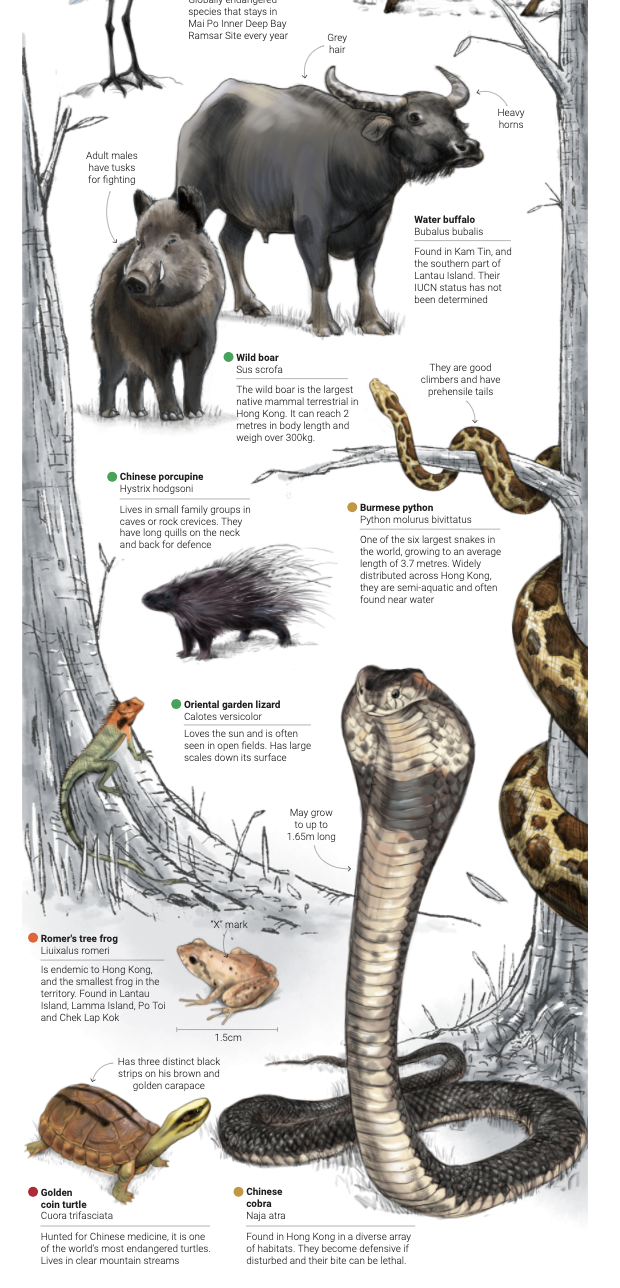 Globally endangered
species that stays in
Mai Po Inner Deep Bay
Ramsar Site every year
Grey
hair
Heavy
horns
Adult males
have tusks
for fighting
Water buffalo
Bubalus bubalis
Found in Kam Tin, and
the southern part of
Lantau Island. Their
IUCN status has not
been determined
Wild boar
Sus scrofa
The wild boar is the largest
native mammal terrestrial in
Hong Kong. It can reach 2
metres in body length and
weigh over 300kg.
They are good
climbers and have
prehensile tails
Chinese porcupine
Hystrix hodgsoni
Lives in small family groups in
caves or rock crevices. They
have long quills on the neck
and back for defence
Burmese python
Python molurus bivittatus
One of the six largest snakes in
the world, growing to an average
length of 3.7 metres. Widely
distributed across Hong Kong,
they are semi-aquatic and often
found near water
Oriental garden lizard
Calotes versicolor
Loves the sun and is often
seen in open fields. Has large
scales down its surface
May grow
to up to
1.65m long
"X" mark
Romer's tree frog
Liuixalus romeri
Is endemic to Hong Kong,
and the smallest frog in the
territory. Found in Lantau
Island, Lamma Island, Po Toi
and Chek Lap Kok
1.5cm
Has three distinct black
strips on his brown and
golden carapace
Golden
coin turtle
Cuora trifasciata
Hunted for Chinese medicine, it is one
of the world's most endangered turtles.
Lives in clear mountain streams
Chinese
cobra
Naja atra
Found in Hong Kong in a diverse array
of habitats. They become defensive if
disturbed and their bite can be lethal.